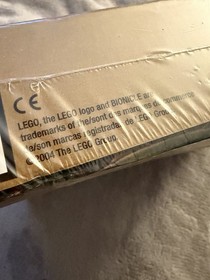 CE
LEGO, the LEGO logo and BIONICLE are
trademarks of the/sont des marques de commerce
de/son marcas registradas de LEGO Group.
©2004 The LEGO Group.